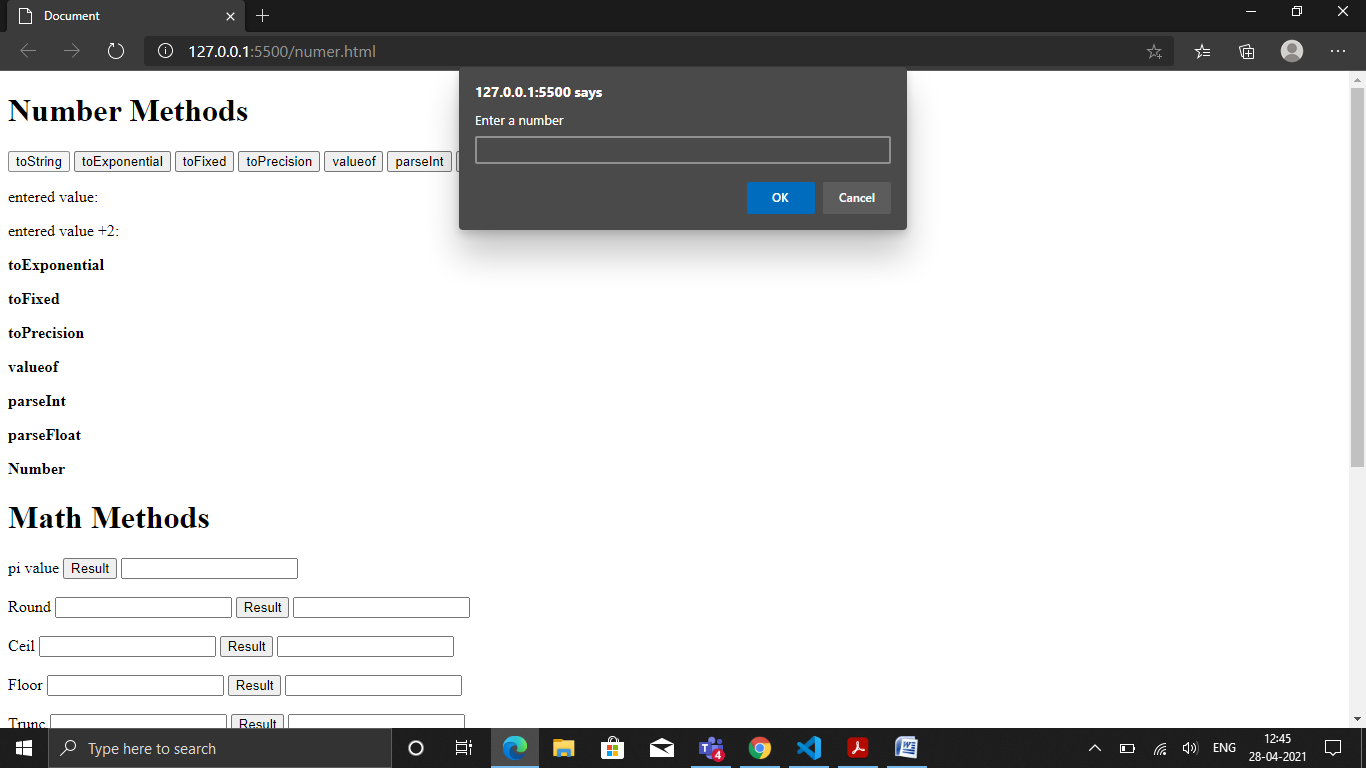 Document
127.0.0.1:5500/numer.html
127.0.0.1:5500 says
Enter a number
OK Cancel
Number Methods
toString toExponential toFixed toPrecision valueof parseInt
entered value:
entered value +2:
toExponential
toFixed
toPrecision
valueof
parseInt
parseFloat
Number
Math Methods
pi value Result
Round Result
Ceil Result
Floor Result
Trunc Result
Type here to search
4
W
ENG
12:45
28-04-2021